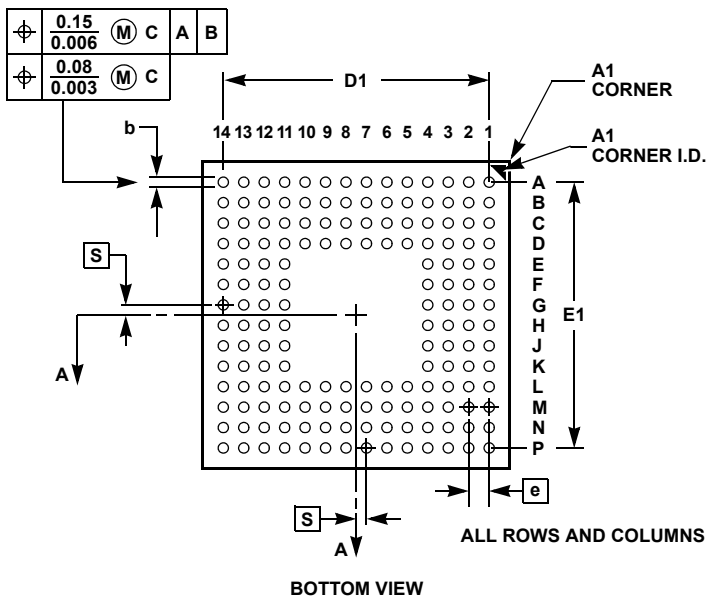 0.15
0.006 Ⓜ C A B
0.08
0.003 Ⓜ C
D1
A1
CORNER
b
14 13 12 11 10 9 8 7 6 5 4 3 2 1
A1
CORNER I.D.
A
B
C
D
E
F
G
H
J
K
L
M
N
P
S
E1
A
S
e
A
ALL ROWS AND COLUMNS
BOTTOM VIEW